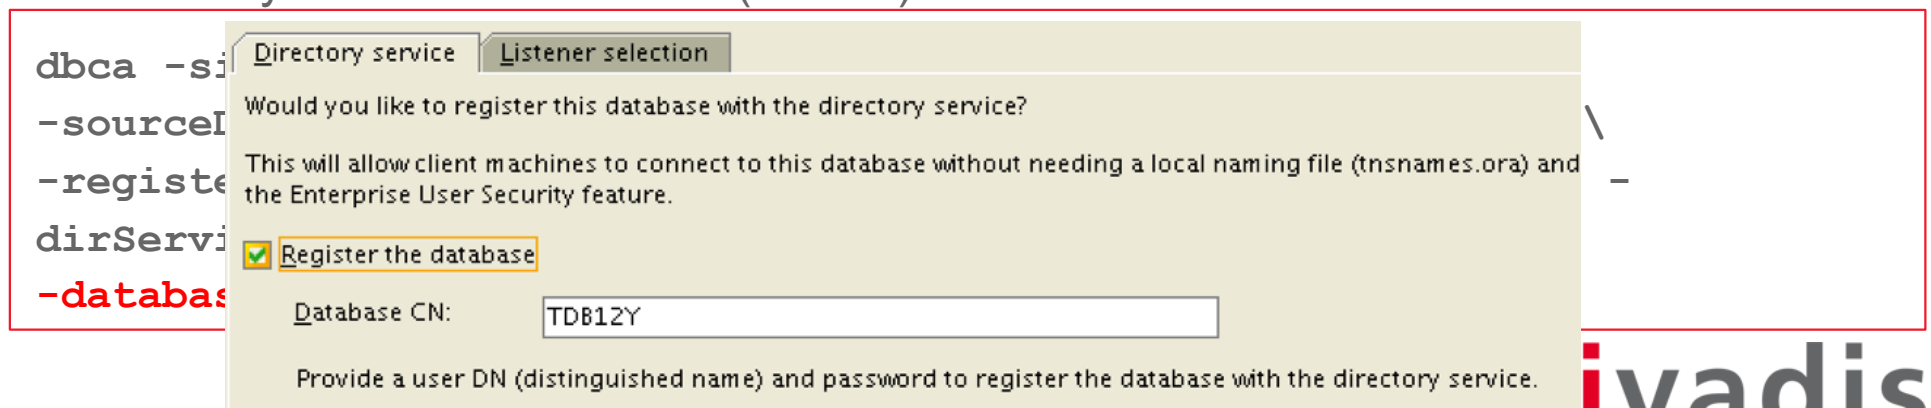 dbca -si
Directory service Listener selection
Would you like to register this database with the directory service?
-sourceD \
This will allow client machines to connect to this database without needing a local naming file (tnsnames.ora) and
-registe -
the Enterprise User Security feature.
dirServi
Register the database
-databas
Database CN: TDB12Y
Provide a user DN (distinguished name) and password to register the database with the directory service.
ivadis